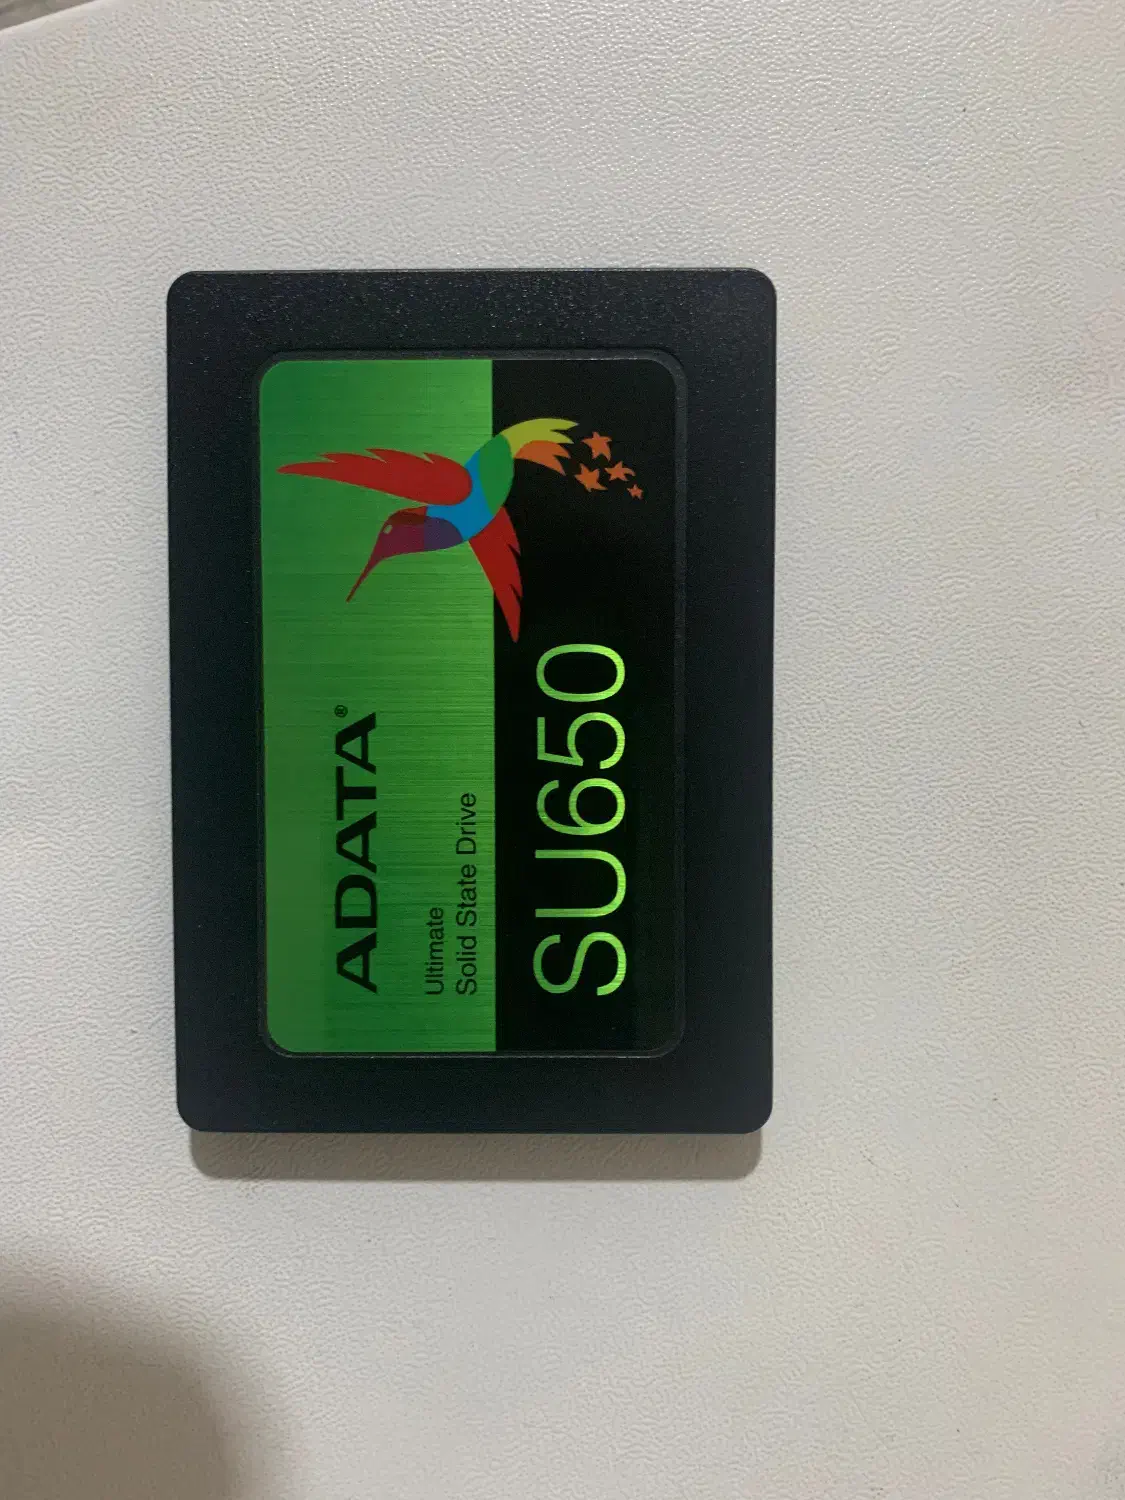 ADATA®
Ultimate
Solid State Drive
SU650